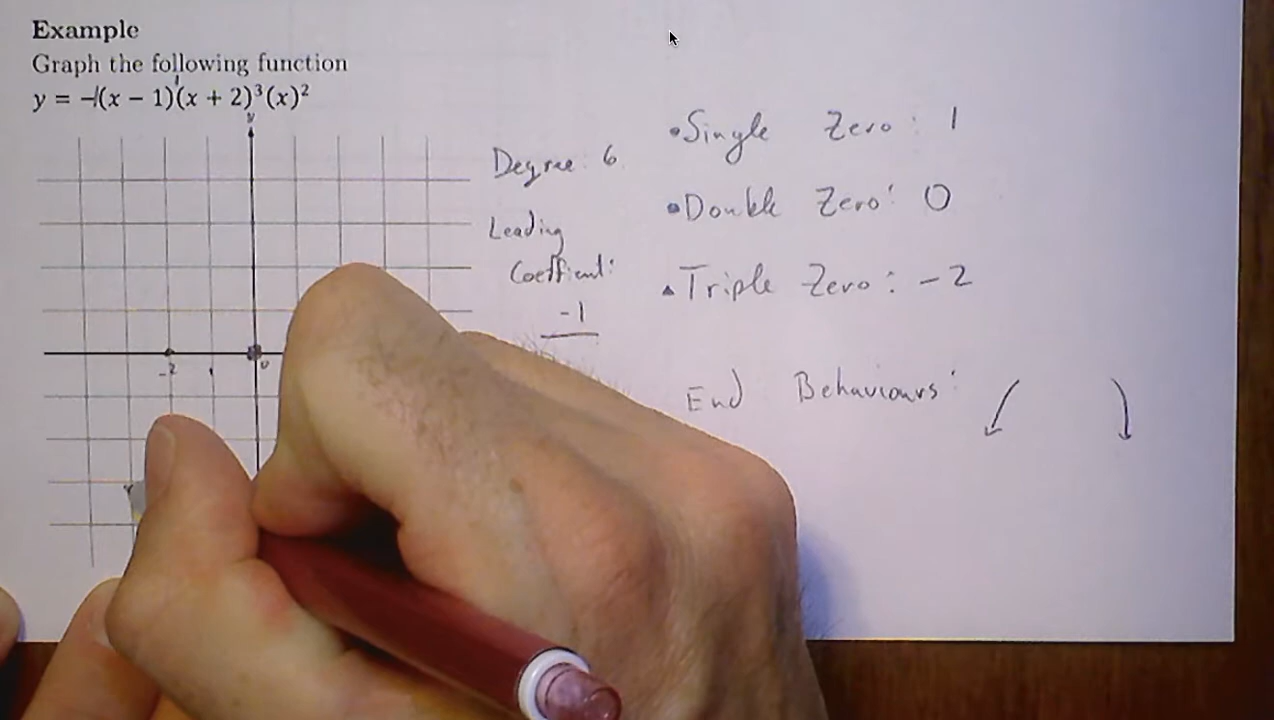 Example
Graph the following function
y = -(x − 1)'(x + 2)³(x)²
y
Degree: 6
Leading
Coeffient:
-1
•Single Zero: 1
•Double Zero: 0
▲Triple Zero: -2
End Behaviours:
-2
0